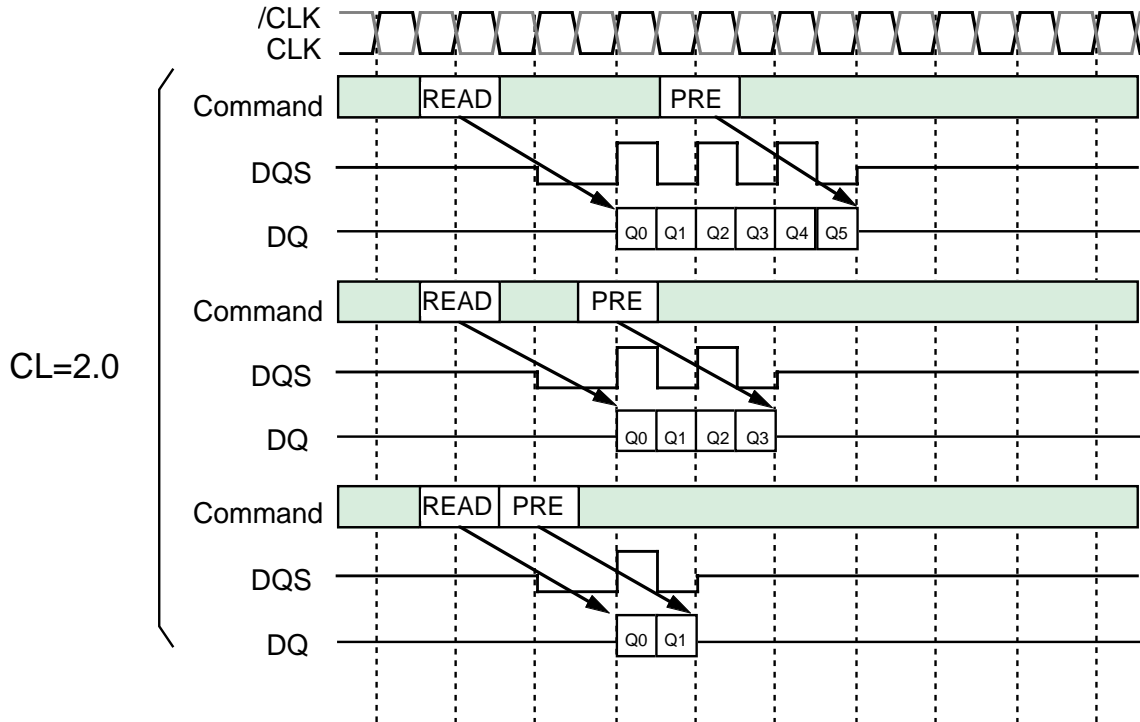 /CLK
CLK
Command READ PRE
DQS
DQ Q0 Q1 Q2 Q3 Q4 Q5
Command READ PRE
CL=2.0
DQS
DQ Q0 Q1 Q2 Q3
Command READ PRE
DQS
DQ Q0 Q1